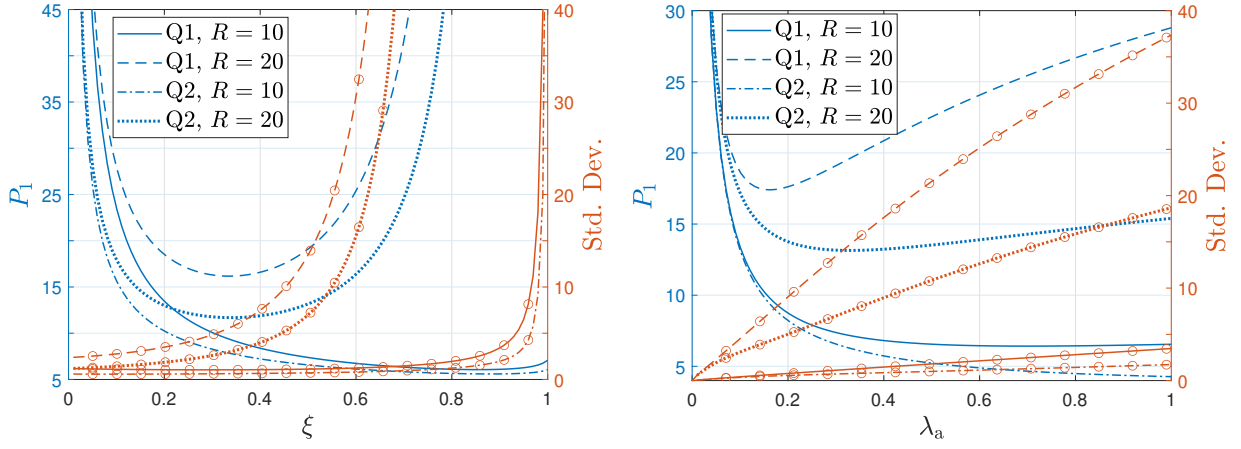 Q1, R = 10
Q1, R = 20
Q2, R = 10
Q2, R = 20
P₁
45
35
25
15
5
0 0.2 0.4 0.6 0.8 1
ξ
40
30
20
10
0
Std. Dev.
Q1, R = 10
Q1, R = 20
Q2, R = 10
Q2, R = 20
P₁
30
25
20
15
10
5
4
0 0.2 0.4 0.6 0.8 1
λₐ
40
30
20
10
0
Std. Dev.